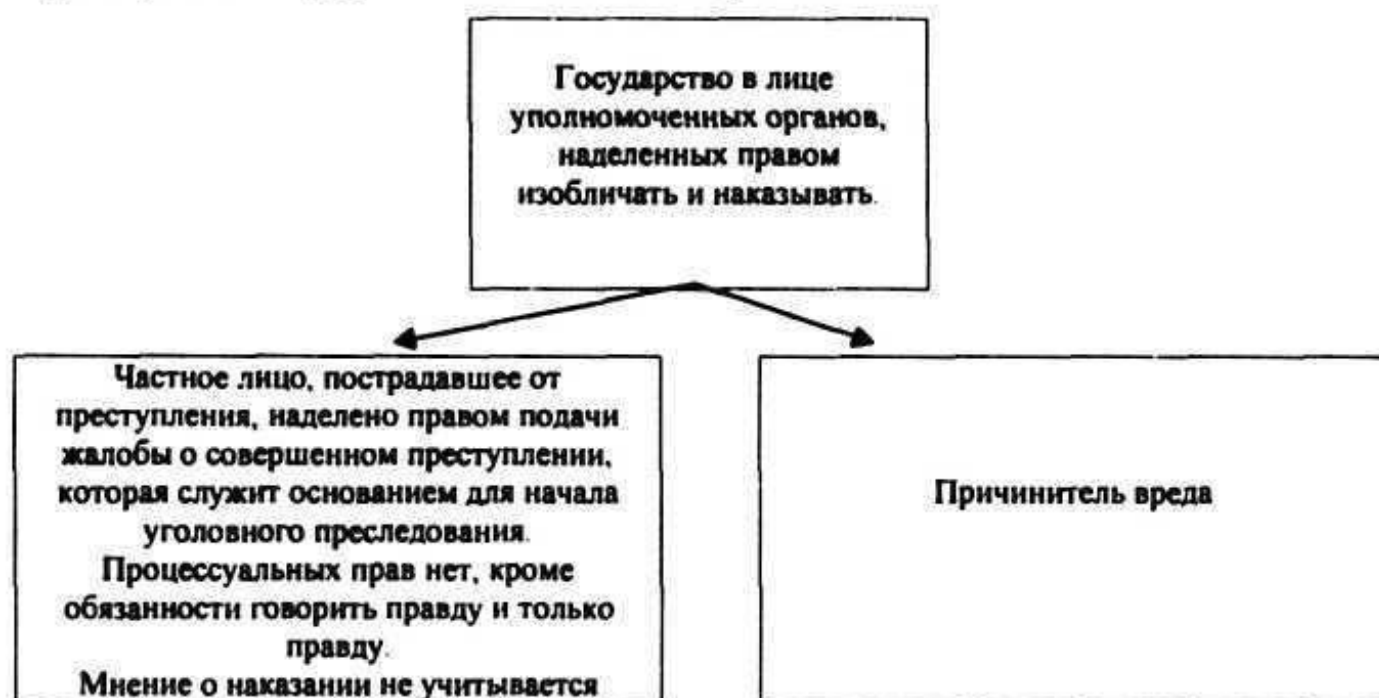 Государство в лице
уполномоченных органов,
наделенных правом
изобличать и наказывать.
Частное лицо, пострадавшее от
преступления, наделено правом подачи
жалобы о совершенном преступлении,
которая служит основанием для начала
уголовного преследования.
Процессуальных прав нет, кроме
обязанности говорить правду и только
правду.
Мнение о наказании не учитывается
Причинитель вреда